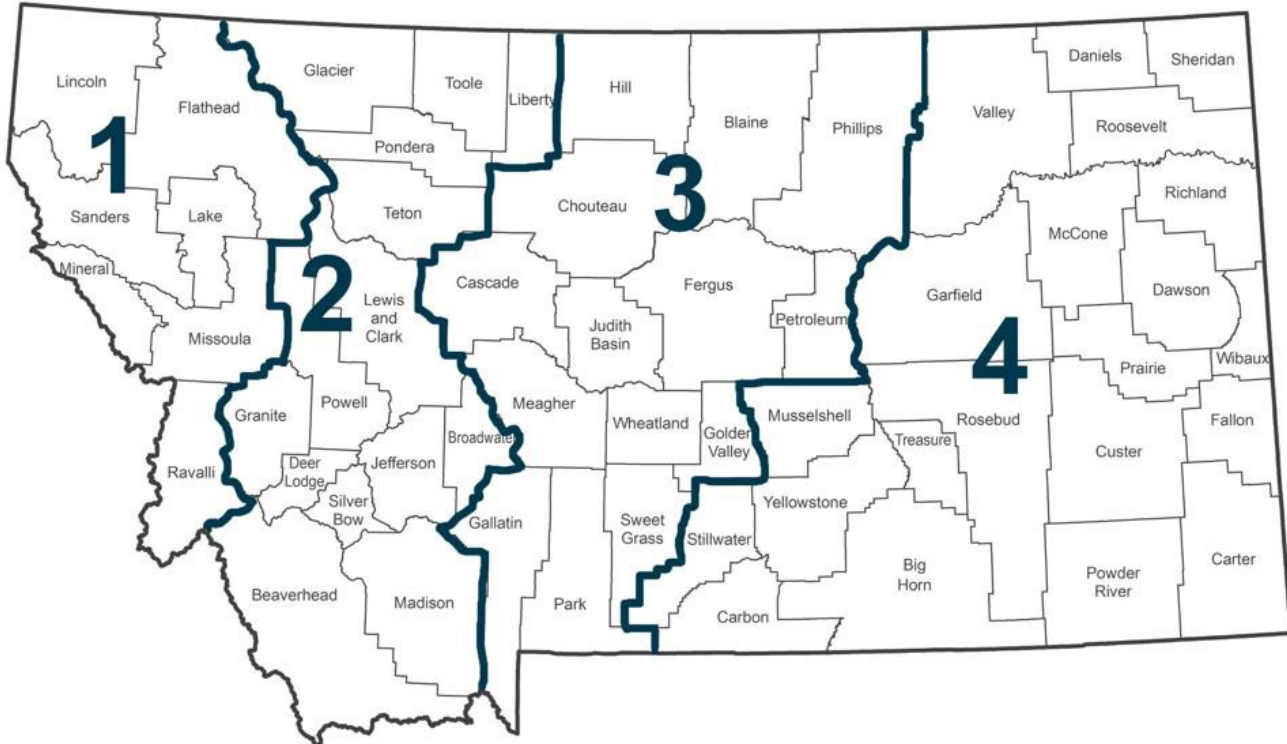 Lincoln
Flathead
1
Sanders
Lake
Mineral
Missoula
Ravalli
Glacier
Toole
Liberty
Pondera
Teton
2
Lewis
and
Clark
Granite
Powell
Broadwater
Deer
Lodge
Jefferson
Silver
Bow
Beaverhead
Madison
Hill
Blaine
Phillips
3
Chouteau
Cascade
Fergus
Judith
Basin
Petroleum
Meagher
Wheatland
Golden
Valley
Gallatin
Sweet
Grass
Park
Daniels
Sheridan
Valley
Roosevelt
Richland
McCone
Garfield
Dawson
4
Prairie
Wibaux
Musselshell
Rosebud
Treasure
Fallon
Custer
Yellowstone
Stillwater
Big
Horn
Carbon
Powder
River
Carter